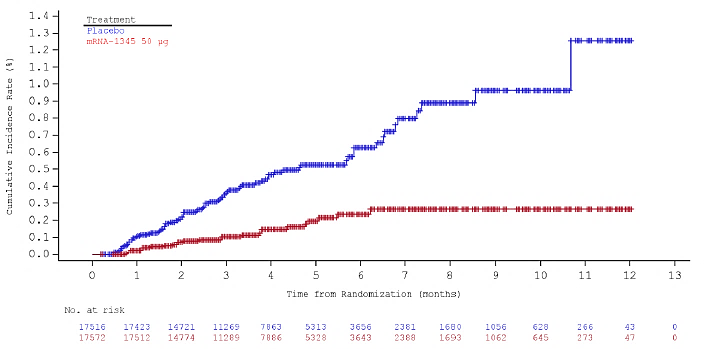 Treatment
Placebo
mRNA-1345 50 µg
Cumulative Incidence Rate (%)
1.4
1.3
1.2
1.1
1.0
0.9
0.8
0.7
0.6
0.5
0.4
0.3
0.2
0.1
0.0
0 1 2 3 4 5 6 7 8 9 10 11 12 13
Time from Randomization (months)
No. at risk
17516 17423 14721 11269 7863 5313 3656 2381 1680 1056 628 266 43 0
17572 17512 14774 11289 7886 5328 3643 2388 1693 1062 645 273 47 0